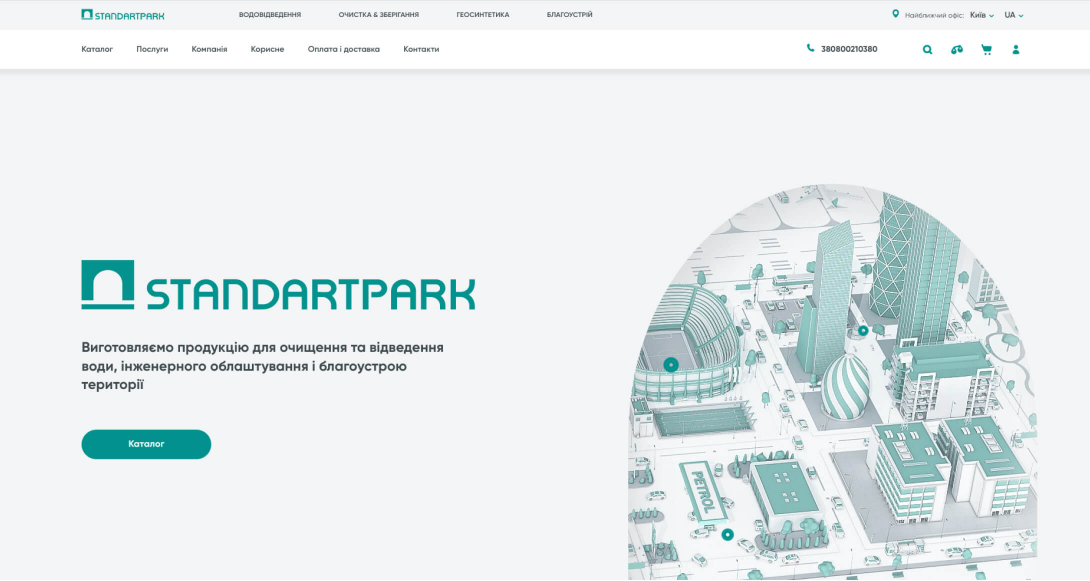 STANDARTPARK
ВОДОВІДВЕДЕННЯ
ОЧИСТКА & ЗБЕРІГАННЯ
ГЕОСИНТЕТИКА
БЛАГОУСТРІЙ
Найближчий офіс: Київ
UA
Каталог
Послуги
Компанія
Корисне
Оплата і доставка
Контакти
380800210380
STANDARTPARK
Виготовляємо продукцію для очищення та відведення
води, інженерного облаштування і благоустрою
території
Каталог
PETROL